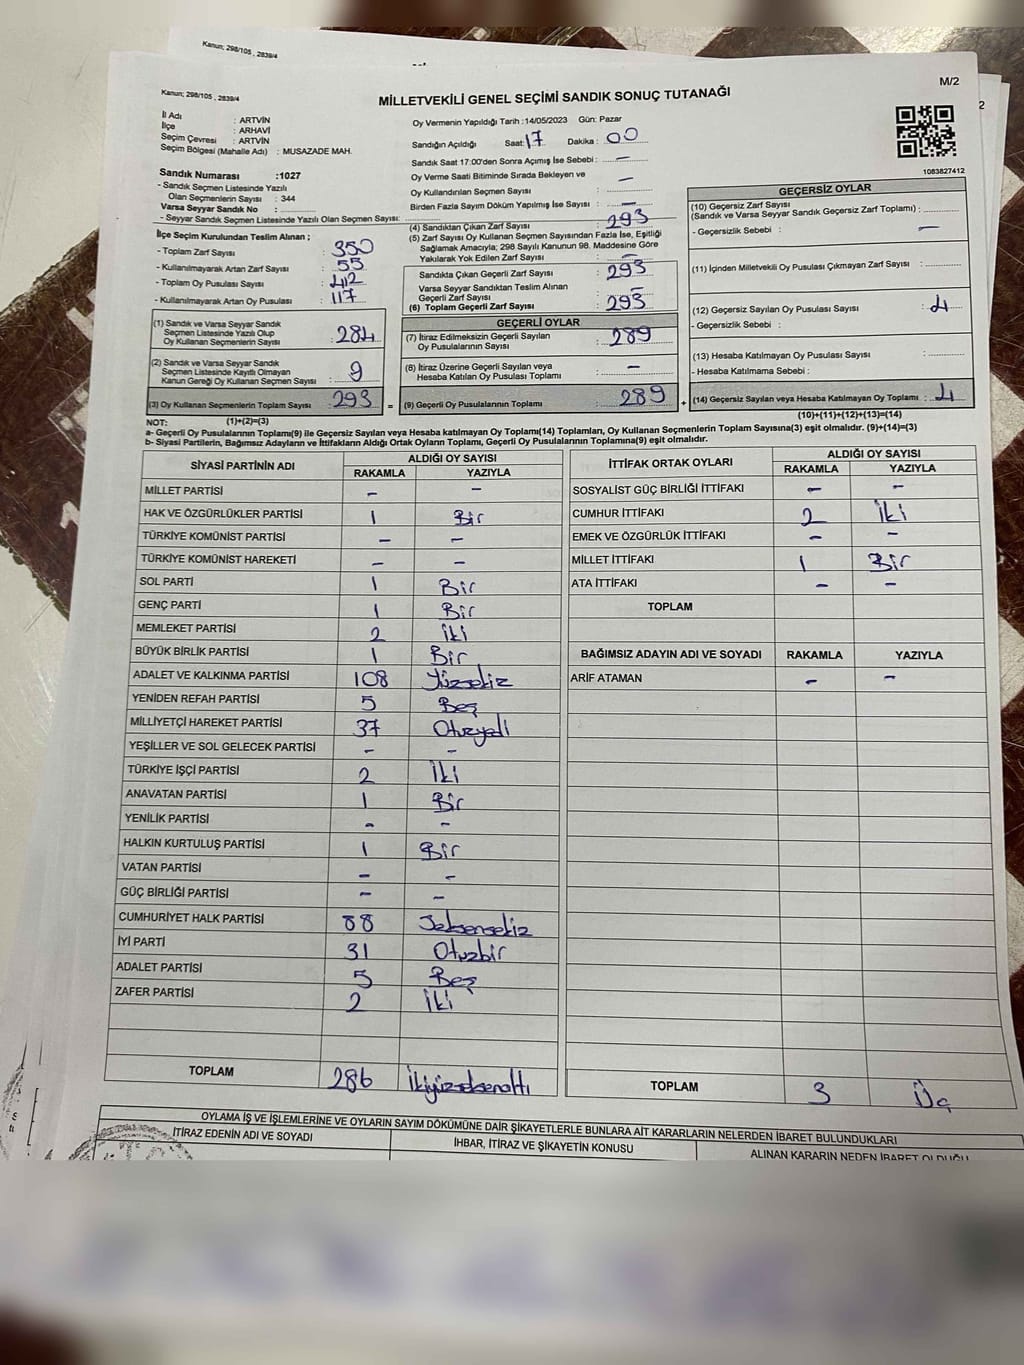 Kanun; 298/105 , 2839/4
Kanun; 298/105 , 2839/4
M/2
2
MİLLETVEKİLİ GENEL SEÇİMİ SANDIK SONUÇ TUTANAĞI
İl Adı : ARTVİN
İlçe : ARHAVİ
Seçim Çevresi : ARTVİN
Seçim Bölgesi (Mahalle Adı) : MUSAZADE MAH.
Sandık Numarası :1027
- Sandık Seçmen Listesinde Yazılı
Olan Seçmenlerin Sayısı : 344
Varsa Seyyar Sandık No :
- Seyyar Sandık Seçmen Listesinde Yazılı Olan Seçmen Sayısı:
İlçe Seçim Kurulundan Teslim Alınan ;
- Toplam Zarf Sayısı : 350
- Kullanılmayarak Artan Zarf Sayısı : 55
- Toplam Oy Pusulası : 412
- Kullanılmayarak Artan Oy Pusulası : 117
(1) Sandık ve Varsa Seyyar Sandık
Seçmen Listesinde Yazılı Olup
Oy Kullanan Seçmenlerin Sayısı : 284
(2) Sandık ve Varsa Seyyar Sandık
Seçmen Listesinde Kayıtlı Olmayan
Kanun Gereği Oy Kullanan Seçmen Sayısı : 9
(3) Oy Kullanan Seçmenlerin Toplam Sayısı : 293 =
(1)+(2)=(3)
Oy Vermenin Yapıldığı Tarih :14/05/2023 Gün: Pazar
Sandığın Açıldığı Saat: 17 Dakika : 00
Sandık Saat 17:00'den Sonra Açımış İse Sebebi : –
Oy Verme Saati Bitiminde Sırada Bekleyen ve
Oy Kullandırılan Seçmen Sayısı : –
Birden Fazla Sayım Döküm Yapılmış İse Sayısı : –
(4) Sandıktan Çıkan Zarf Sayısı : 293
(5) Zarf Sayısı Oy Kullanan Seçmen Sayısından Fazla İse, Eşitliği
Sağlamak Amacıyla; 298 Sayılı Kanunun 98. Maddesine Göre
Yakılarak Yok Edilen Zarf Sayısı : –
Sandıkta Çıkan Geçerli Zarf Sayısı : 293
Varsa Seyyar Sandıktan Teslim Alınan
Geçerli Zarf Sayısı : –
(6) Toplam Geçerli Zarf Sayısı : 293
GEÇERLİ OYLAR
(7) İtiraz Edilmeksizin Geçerli Sayılan
Oy Pusulalarının Sayısı : 289
(8) İtiraz Üzerine Geçerli Sayılan veya
Hesaba Katılan Oy Pusulası Toplamı : –
(9) Geçerli Oy Pusulalarının Toplamı : 289 +
1083827412
GEÇERSİZ OYLAR
(10) Geçersiz Zarf Sayısı
(Sandık ve Varsa Seyyar Sandık Geçersiz Zarf Toplamı) :
- Geçersizlik Sebebi : –
(11) İçinden Milletvekili Oy Pusulası Çıkmayan Zarf Sayısı :
(12) Geçersiz Sayılan Oy Pusulası Sayısı : 4
- Geçersizlik Sebebi :
(13) Hesaba Katılmayan Oy Pusulası Sayısı :
- Hesaba Katılmama Sebebi :
(14) Geçersiz Sayılan veya Hesaba Katılmayan Oy Toplamı : 4
(10)+(11)+(12)+(13)=(14)
NOT:
a- Geçerli Oy Pusulalarının Toplamı(9) ile Geçersiz Sayılan veya Hesaba katılmayan Oy Toplamı(14) Toplamları, Oy Kullanan Seçmenlerin Toplam Sayısına(3) eşit olmalıdır. (9)+(14)=(3)
b- Siyasi Partilerin, Bağımsız Adayların ve İttifakların Aldığı Ortak Oyların Toplamı, Geçerli Oy Pusulalarının Toplamına(9) eşit olmalıdır.
SİYASİ PARTİNİN ADI ALDIĞI OY SAYISI
RAKAMLA YAZIYLA
MİLLET PARTİSİ – –
HAK VE ÖZGÜRLÜKLER PARTİSİ 1 Bir
TÜRKİYE KOMÜNİST PARTİSİ – –
TÜRKİYE KOMÜNİST HAREKETİ – –
SOL PARTİ 1 Bir
GENÇ PARTİ 1 Bir
MEMLEKET PARTİSİ 2 İki
BÜYÜK BİRLİK PARTİSİ 1 Bir
ADALET VE KALKINMA PARTİSİ 108 Yüzsekiz
YENİDEN REFAH PARTİSİ 5 Beş
MİLLİYETÇİ HAREKET PARTİSİ 37 Otuzyedi
YEŞİLLER VE SOL GELECEK PARTİSİ – –
TÜRKİYE İŞÇİ PARTİSİ 2 İki
ANAVATAN PARTİSİ 1 Bir
YENİLİK PARTİSİ – –
HALKIN KURTULUŞ PARTİSİ 1 Bir
VATAN PARTİSİ – –
GÜÇ BİRLİĞİ PARTİSİ – –
CUMHURİYET HALK PARTİSİ 88 Seksensekiz
İYİ PARTİ 31 Otuzbir
ADALET PARTİSİ 5 Beş
ZAFER PARTİSİ 2 İki
TOPLAM 286 İkiyüzseksenaltı
İTTİFAK ORTAK OYLARI ALDIĞI OY SAYISI
RAKAMLA YAZIYLA
SOSYALİST GÜÇ BİRLİĞİ İTTİFAKI – –
CUMHUR İTTİFAKI 2 İki
EMEK VE ÖZGÜRLÜK İTTİFAKI – –
MİLLET İTTİFAKI 1 Bir
ATA İTTİFAKI – –
TOPLAM
BAĞIMSIZ ADAYIN ADI VE SOYADI RAKAMLA YAZIYLA
ARİF ATAMAN – –
TOPLAM 3 Üç
OYLAMA İŞ VE İŞLEMLERİNE VE OYLARIN SAYIM DÖKÜMÜNE DAİR ŞİKAYETLERLE BUNLARA AİT KARARLARIN NELERDEN İBARET BULUNDUKLARI
İTİRAZ EDENİN ADI VE SOYADI İHBAR, İTİRAZ VE ŞİKAYETİN KONUSU ALINAN KARARIN NEDEN İBARET OLDUĞU